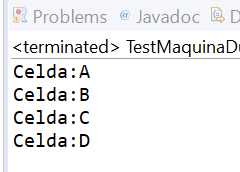 Problems @ Javadoc D
<terminated> TestMaquinaDu
Celda:A
Celda:B
Celda:C
Celda:D